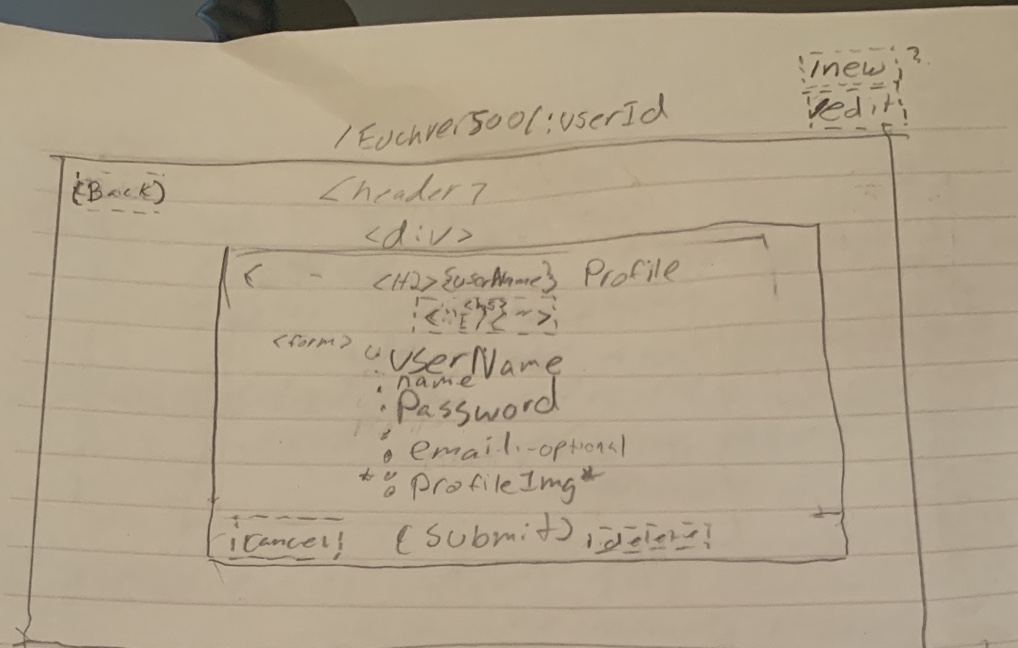 /new ?
/edit
/Euchre500/:userId
(Back) <header>
<div>
<H2>{userName} Profile
<h5>
<form>
: userName
. name
: Password
: email:-optional
* : ProfileImg*
cancel (submit) delete